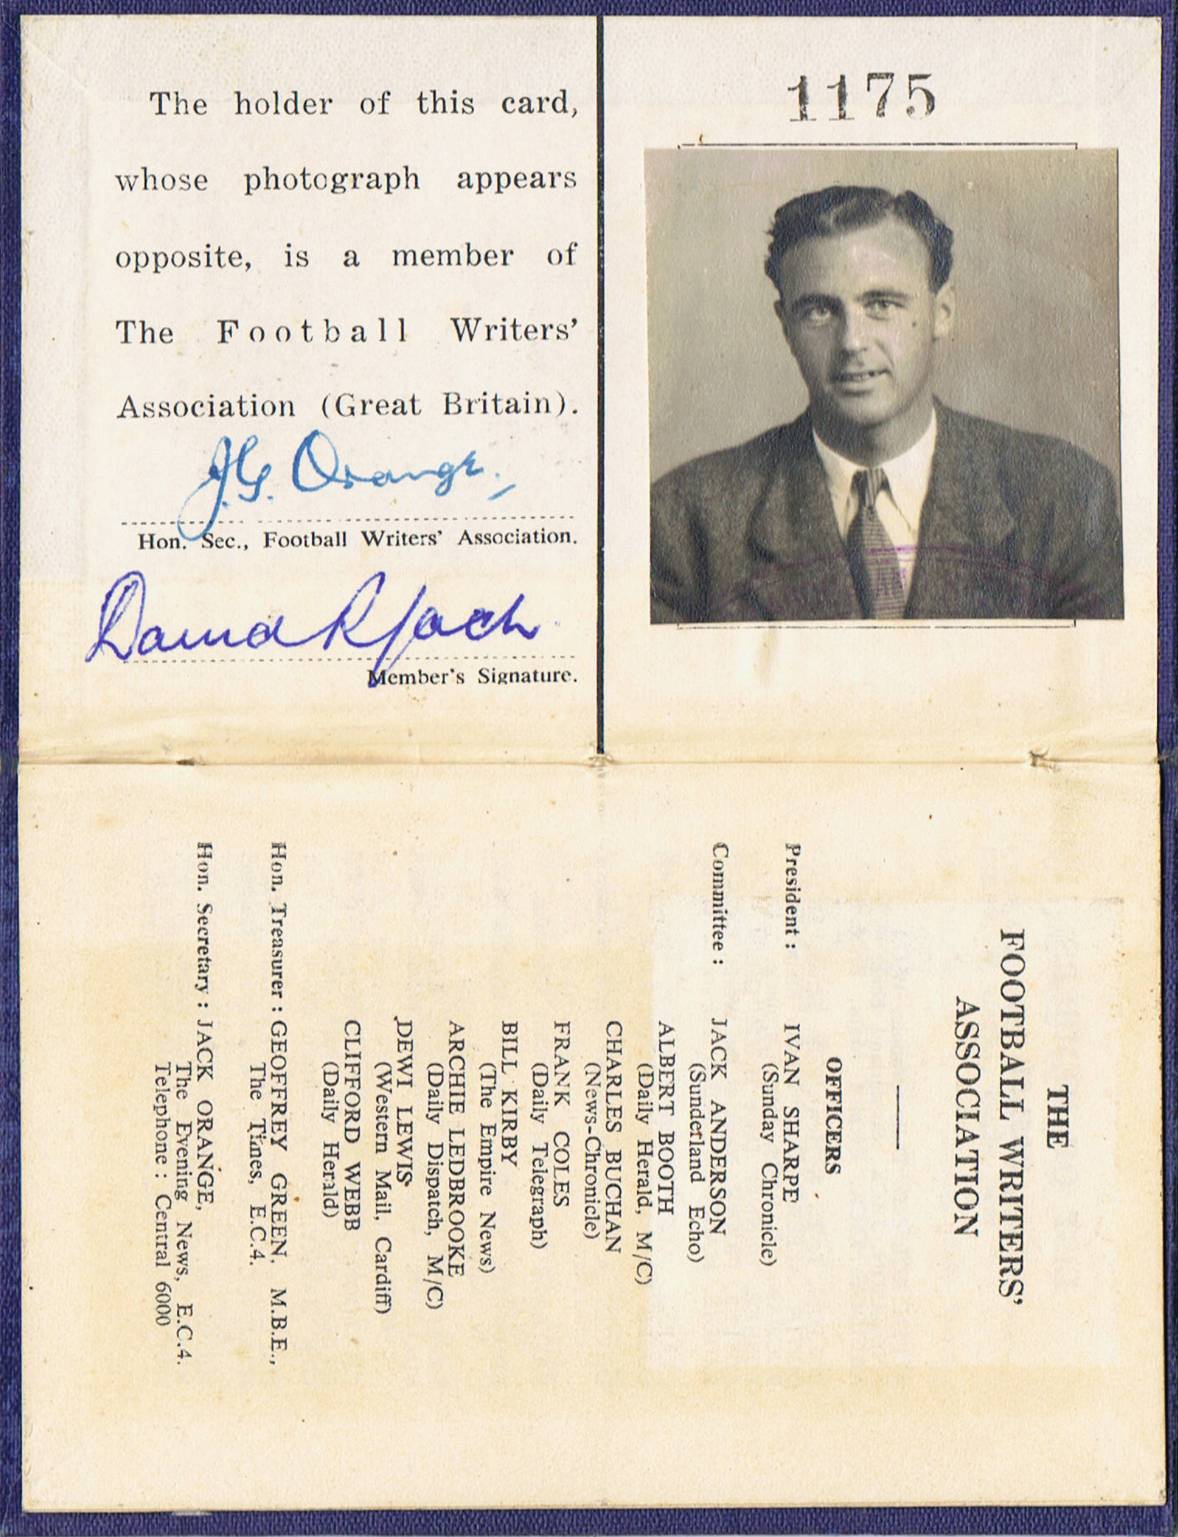 The holder of this card,
whose photograph appears
opposite, is a member of
The Football Writers'
Association (Great Britain).
J.G. Orange.
Hon. Sec., Football Writers' Association.
David R Jack
Member's Signature.
1175
THE
FOOTBALL WRITERS'
ASSOCIATION
OFFICERS
President : IVAN SHARPE
(Sunday Chronicle)
Committee : JACK ANDERSON
(Sunderland Echo)
ALBERT BOOTH
(Daily Herald, M/C)
CHARLES BUCHAN
(News-Chronicle)
FRANK COLES
(Daily Telegraph)
BILL KIRBY
(The Empire News)
ARCHIE LEDBROOKE
(Daily Dispatch, M/C)
DEWI LEWIS
(Western Mail, Cardiff)
CLIFFORD WEBB
(Daily Herald)
Hon. Treasurer : GEOFFREY GREEN, M.B.E.,
The Times, E.C.4.
Hon. Secretary : JACK ORANGE,
The Evening News, E.C.4.
Telephone : Central 6000